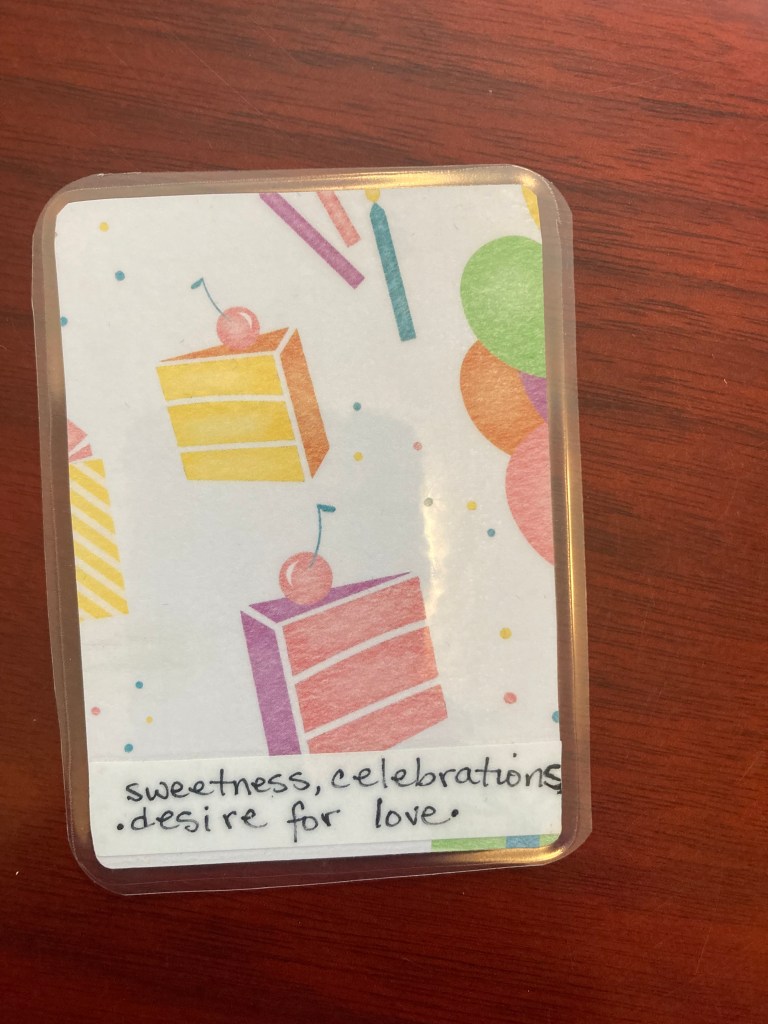 sweetness, celebrations
.desire for love.